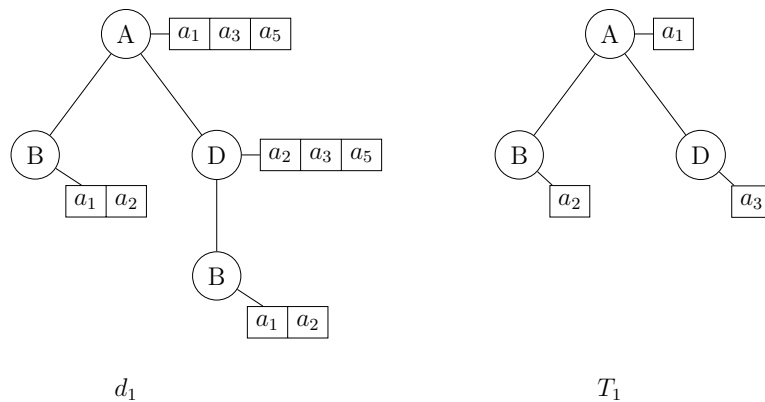 A a₁ a₃ a₅ A a₁
B D a₂ a₃ a₅ B D
a₁ a₂ a₂ a₃
B
a₁ a₂
d₁ T₁